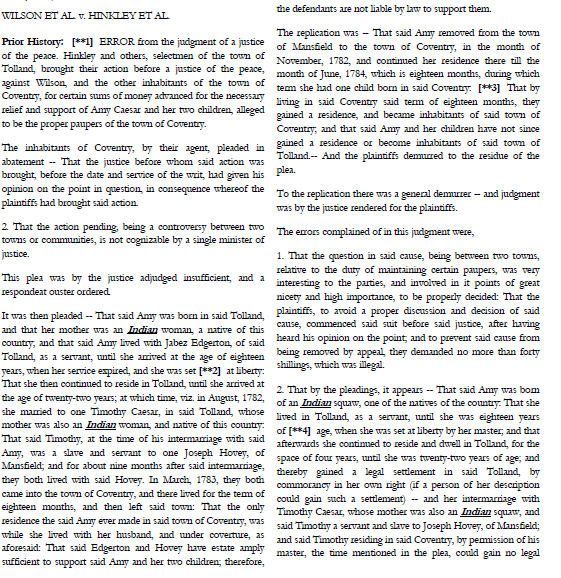 WILSON ET AL. v. HINKLEY ET AL.
Prior History: [**1] ERROR from the judgment of a justice
of the peace. Hinkley and others, selectmen of the town of
Tolland, brought their action before a justice of the peace,
against Wilson, and the other inhabitants of the town of
Coventry, for certain sums of money advanced for the necessary
relief and support of Amy Caesar and her two children, alleged
to be the proper paupers of the town of Coventry.
The inhabitants of Coventry, by their agent, pleaded in
abatement -- That the justice before whom said action was
brought, before the date and service of the writ, had given his
opinion on the point in question, in consequence whereof the
plaintiffs had brought said action.
2. That the action pending, being a controversy between two
towns or communities, is not cognizable by a single minister of
justice.
This plea was by the justice adjudged insufficient, and a
respondeat ouster ordered.
It was then pleaded -- That said Amy was born in said Tolland,
and that her mother was an Indian woman, a native of this
country; and that said Amy lived with Jabez Edgerton, of said
Tolland, as a servant, until she arrived at the age of eighteen
years, when her service expired, and she was set [**2] at liberty:
That she then continued to reside in Tolland, until she arrived at
the age of twenty-two years; at which time, viz. in August, 1782,
she married to one Timothy Caesar, in said Tolland, whose
mother was also an Indian woman, and native of this country:
That said Timothy, at the time of his intermarriage with said
Amy, was a slave and servant to one Joseph Hovey, of
Mansfield; and for about nine months after said intermarriage,
they both lived with said Hovey. In March, 1783, they both
came into the town of Coventry, and there lived for the term of
eighteen months, and then left said town: That the only
residence the said Amy ever made in said town of Coventry, was
while she lived with her husband, and under coverture, as
aforesaid: That said Edgerton and Hovey have estate amply
sufficient to support said Amy and her two children; therefore,
the defendants are not liable by law to support them.
The replication was -- That said Amy removed from the town
of Mansfield to the town of Coventry, in the month of
November, 1782, and continued her residence there till the
month of June, 1784, which is eighteen months, during which
term she had one child born in said Coventry: [**3] That by
living in said Coventry said term of eighteen months, they
gained a residence, and became inhabitants of said town of
Coventry; and that said Amy and her children have not since
gained a residence or become inhabitants of said town of
Tolland.-- And the plaintiffs demurred to the residue of the
plea.
To the replication there was a general demurrer -- and judgment
was by the justice rendered for the plaintiffs.
The errors complained of in this judgment were,
1. That the question in said cause, being between two towns,
relative to the duty of maintaining certain paupers, was very
interesting to the parties, and involved in it points of great
nicety and high importance, to be properly decided: That the
plaintiffs, to avoid a proper discussion and decision of said
cause, commenced said suit before said justice, after having
heard his opinion on the point; and to prevent said cause from
being removed by appeal, they demanded no more than forty
shillings, which was illegal.
2. That by the pleadings, it appears -- That said Amy was born
of an Indian squaw, one of the natives of the country: That she
lived in Tolland, as a servant, until she was eighteen years
of [**4] age, when she was set at liberty by her master; and that
afterwards she continued to reside and dwell in Tolland, for the
space of four years, until she was twenty-two years of age; and
thereby gained a legal settlement in said Tolland, by
commorancy in her own right (if a person of her description
could gain such a settlement) -- and her intermarriage with
Timothy Caesar, whose mother was also an Indian squaw, and
said Timothy a servant and slave to Joseph Hovey, of Mansfield;
and said Timothy residing in said Coventry, by permission of his
master, the time mentioned in the plea, could gain no legal